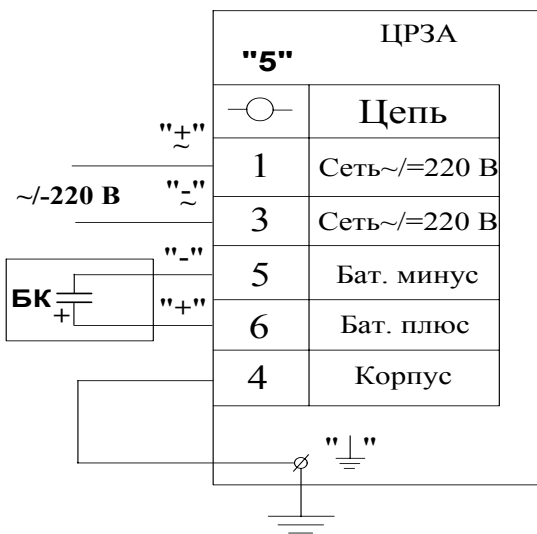 ЦРЗА
"5"
Цепь
"+"
~
1 Сеть~/=220 В
~/-220 В
"-"
~
3 Сеть~/=220 В
"-"
5 Бат. минус
БК
+
"+"
6 Бат. плюс
4 Корпус
"⏚"